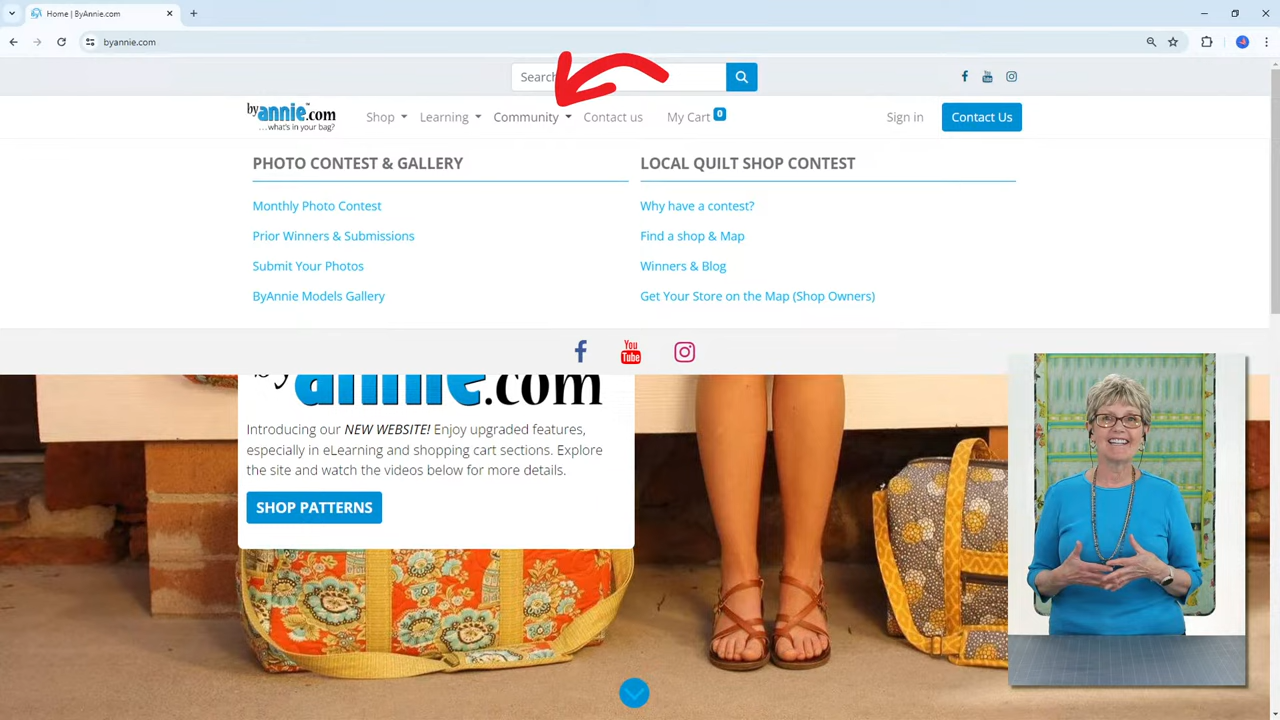 Home | ByAnnie.com
byannie.com
Search
byannie.com
...what's in your bag?
Shop
Learning
Community
Contact us
My Cart 0
Sign in
Contact Us
PHOTO CONTEST & GALLERY
Monthly Photo Contest
Prior Winners & Submissions
Submit Your Photos
ByAnnie Models Gallery
LOCAL QUILT SHOP CONTEST
Why have a contest?
Find a shop & Map
Winners & Blog
Get Your Store on the Map (Shop Owners)
You
Tube
annie.com
Introducing our NEW WEBSITE! Enjoy upgraded features,
especially in eLearning and shopping cart sections. Explore
the site and watch the videos below for more details.
SHOP PATTERNS